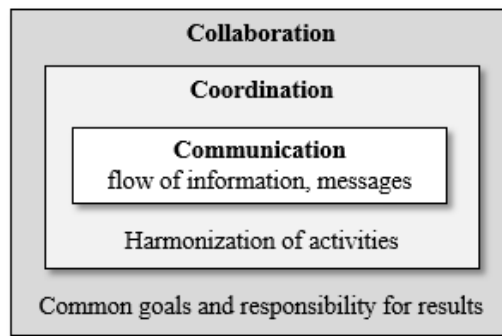 Collaboration
Coordination
Communication
flow of information, messages
Harmonization of activities
Common goals and responsibility for results